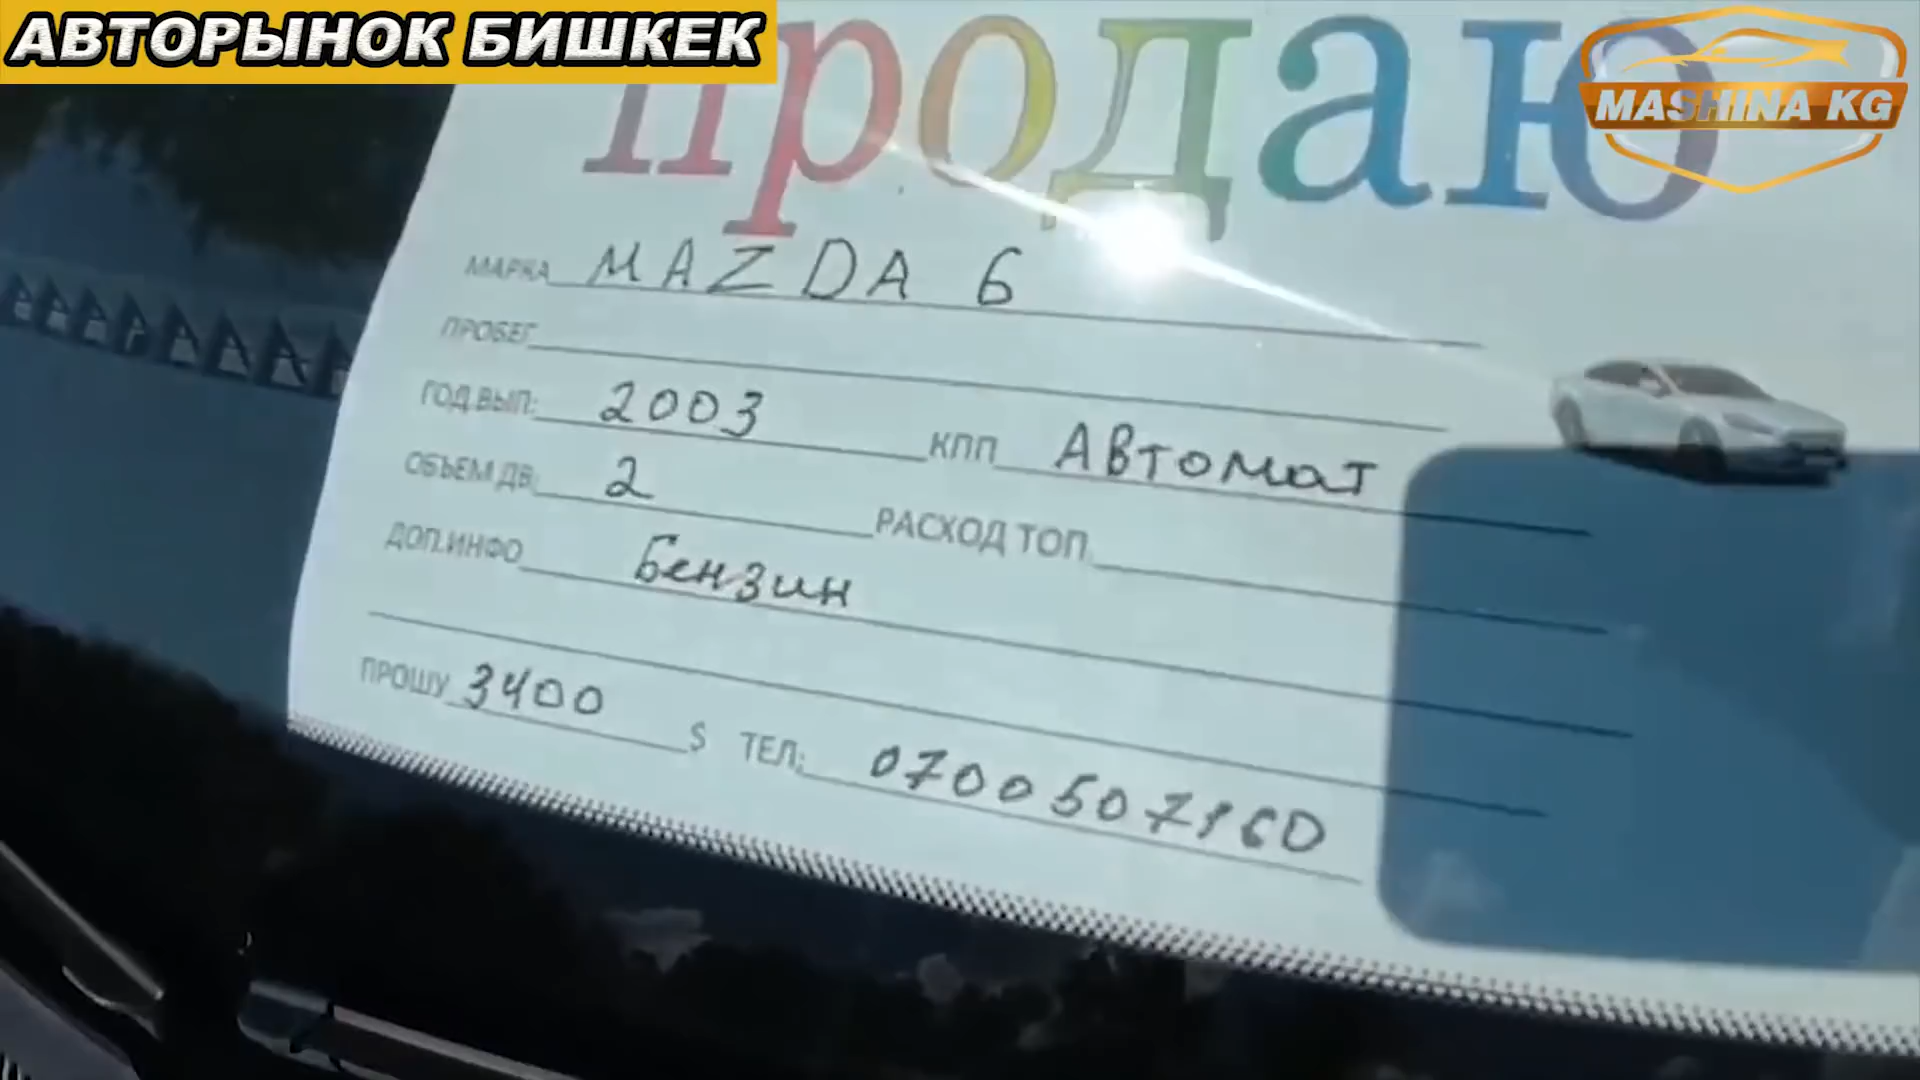 АВТОРЫНОК БИШКЕК
MASHINA KG
продаю
МАРКА MAZDA 6
ПРОБЕГ
ГОД.ВЫП: 2003 КПП АВТОМАТ
ОБЪЕМ ДВ. 2 РАСХОД ТОП.
ДОП.ИНФО Бензин
ПРОШУ 3400 $ ТЕЛ: 0700507160